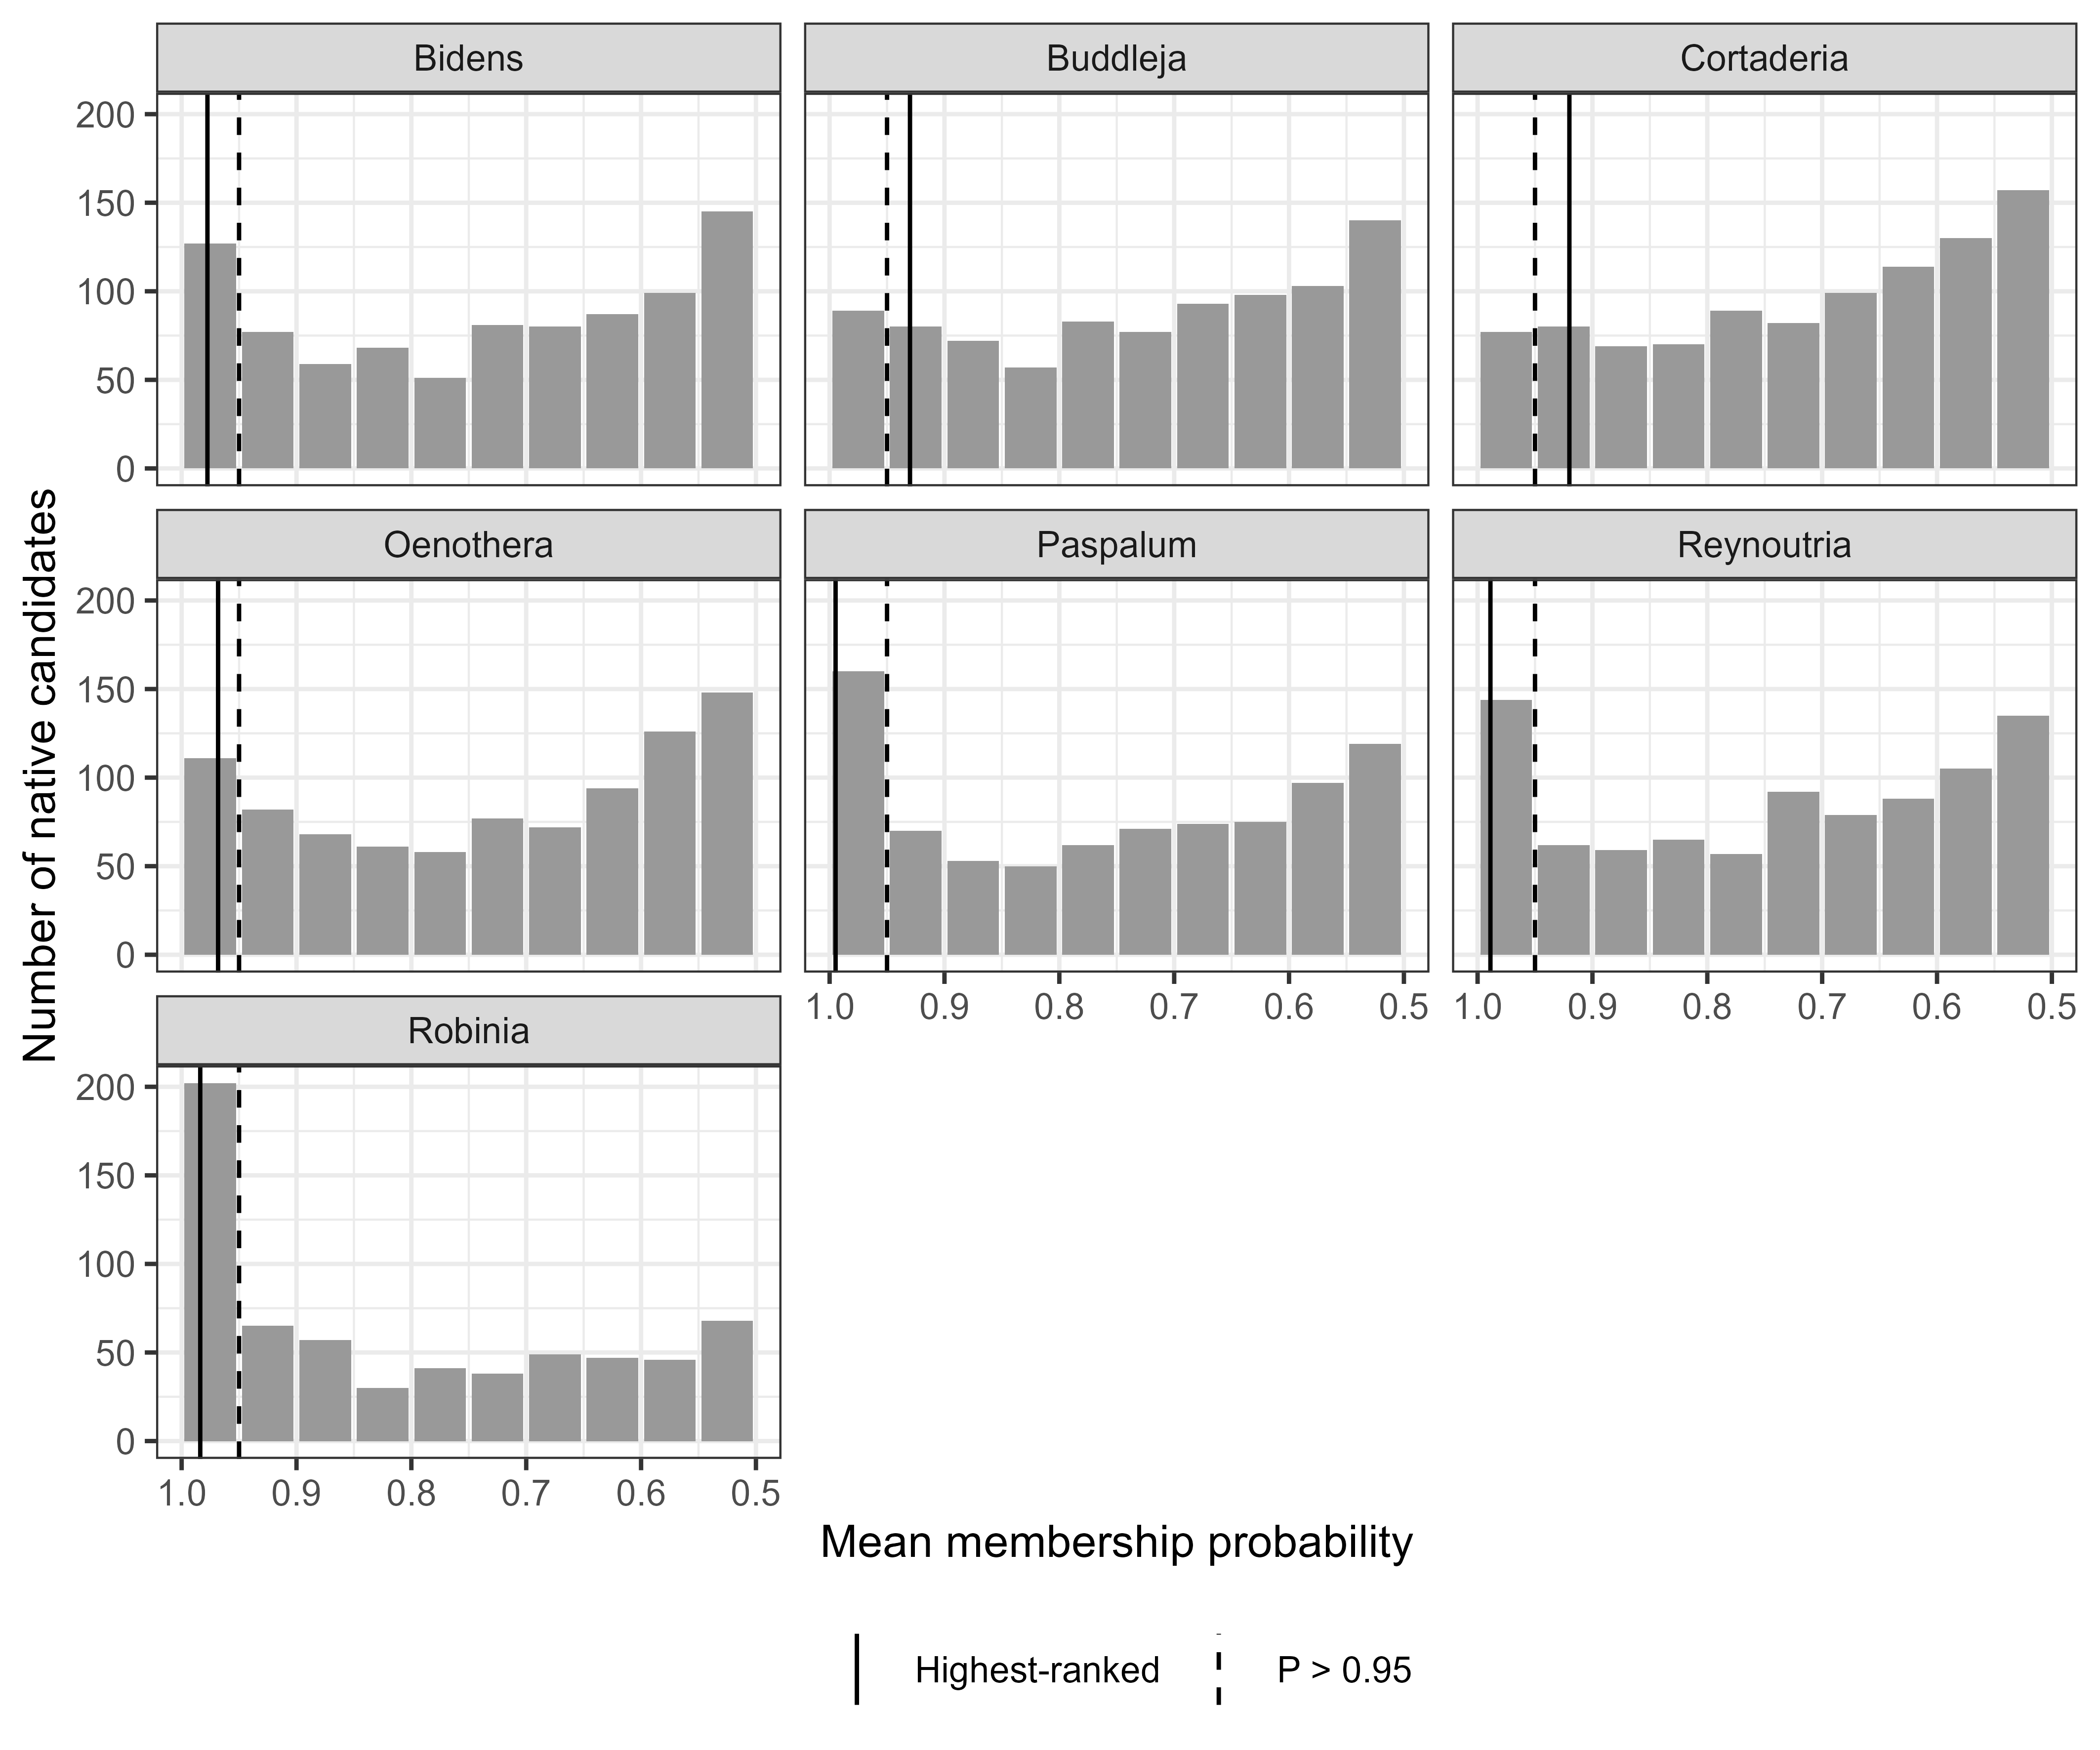 Bidens Buddleja Cortaderia
200
150
100
50
0
Oenothera Paspalum Reynoutria
200
150
100
50
0
1.0 0.9 0.8 0.7 0.6 0.5 1.0 0.9 0.8 0.7 0.6 0.5
Robinia
200
150
100
50
0
1.0 0.9 0.8 0.7 0.6 0.5
Number of native candidates
Mean membership probability
Highest-ranked P > 0.95